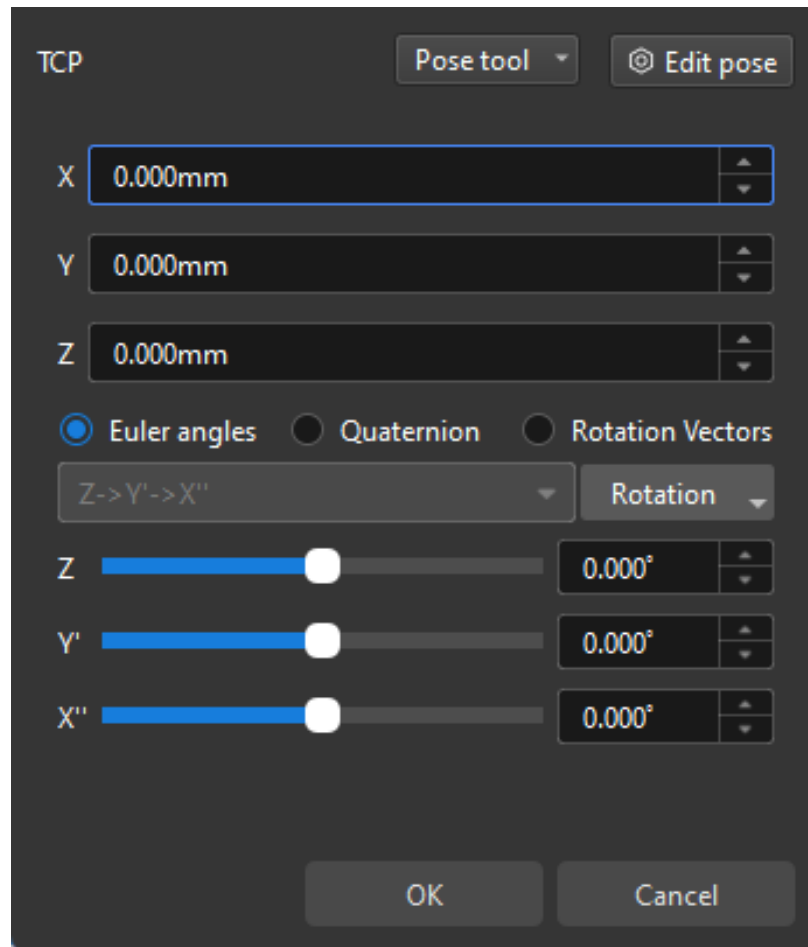 TCP Pose tool Edit pose
X 0.000mm
Y 0.000mm
Z 0.000mm
Euler angles Quaternion Rotation Vectors
Z->Y'->X'' Rotation
Z 0.000°
Y' 0.000°
X'' 0.000°
OK Cancel